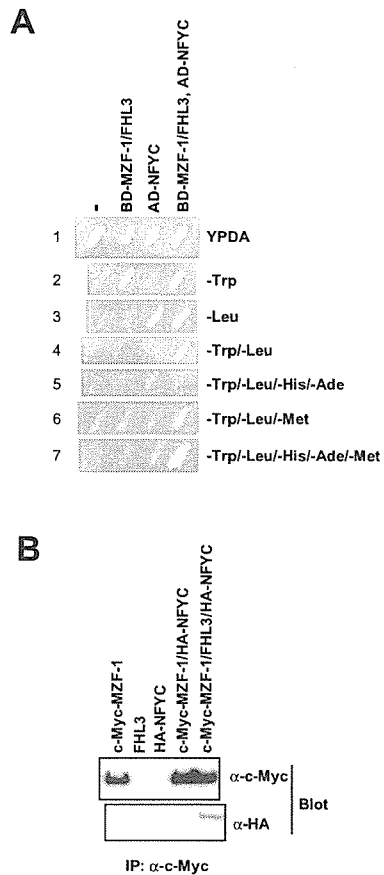 A
-
BD-MZF-1/FHL3
AD-NFYC
BD-MZF-1/FHL3, AD-NFYC
1 YPDA
2 -Trp
3 -Leu
4 -Trp/-Leu
5 -Trp/-Leu/-His/-Ade
6 -Trp/-Leu/-Met
7 -Trp/-Leu/-His/-Ade/-Met
B
c-Myc-MZF-1
FHL3
HA-NFYC
c-Myc-MZF-1/HA-NFYC
c-Myc-MZF-1/FHL3/HA-NFYC
α-c-Myc
Blot
α-HA
IP: α-c-Myc